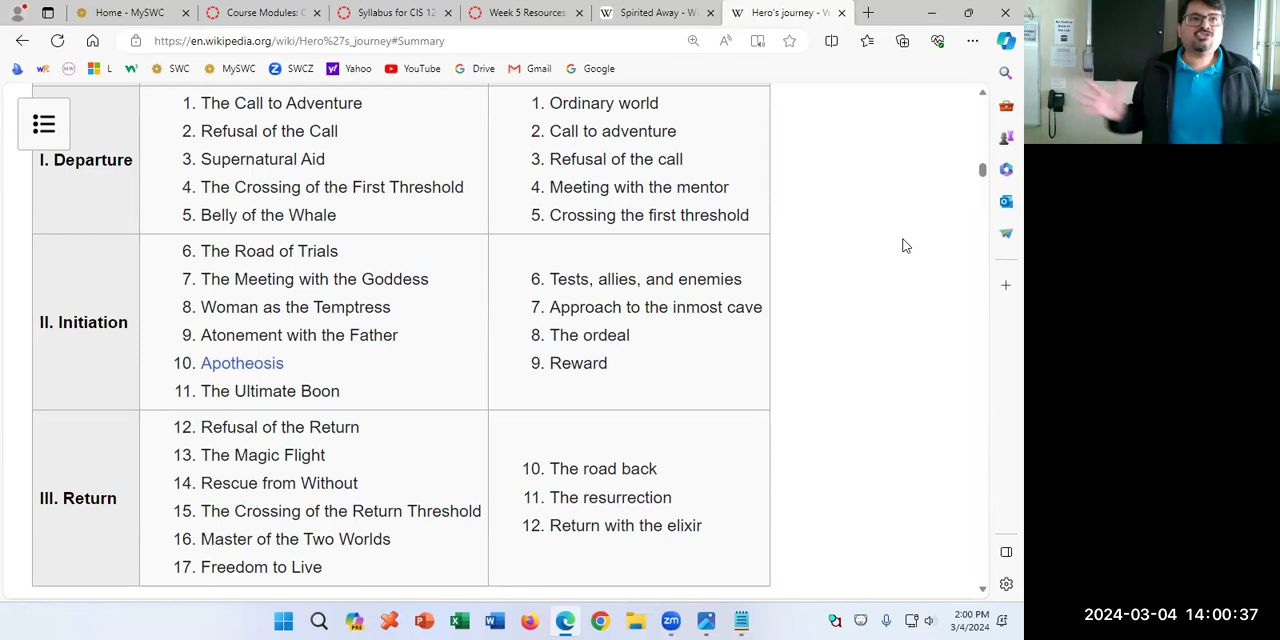 Home - MySWC
Course Modules: C
Syllabus for CIS 12
Week 5 Resources
Spirited Away - Wi
Hero's journey - W
https://en.wikipedia.org/wiki/Hero%27s_journey#Summary
L
SWC
MySWC
SWCZ
Yahoo
YouTube
Drive
Gmail
Google
I. Departure
1. The Call to Adventure
2. Refusal of the Call
3. Supernatural Aid
4. The Crossing of the First Threshold
5. Belly of the Whale
1. Ordinary world
2. Call to adventure
3. Refusal of the call
4. Meeting with the mentor
5. Crossing the first threshold
II. Initiation
6. The Road of Trials
7. The Meeting with the Goddess
8. Woman as the Temptress
9. Atonement with the Father
10. Apotheosis
11. The Ultimate Boon
6. Tests, allies, and enemies
7. Approach to the inmost cave
8. The ordeal
9. Reward
III. Return
12. Refusal of the Return
13. The Magic Flight
14. Rescue from Without
15. The Crossing of the Return Threshold
16. Master of the Two Worlds
17. Freedom to Live
10. The road back
11. The resurrection
12. Return with the elixir
2:00 PM
3/4/2024
2024-03-04 14:00:37